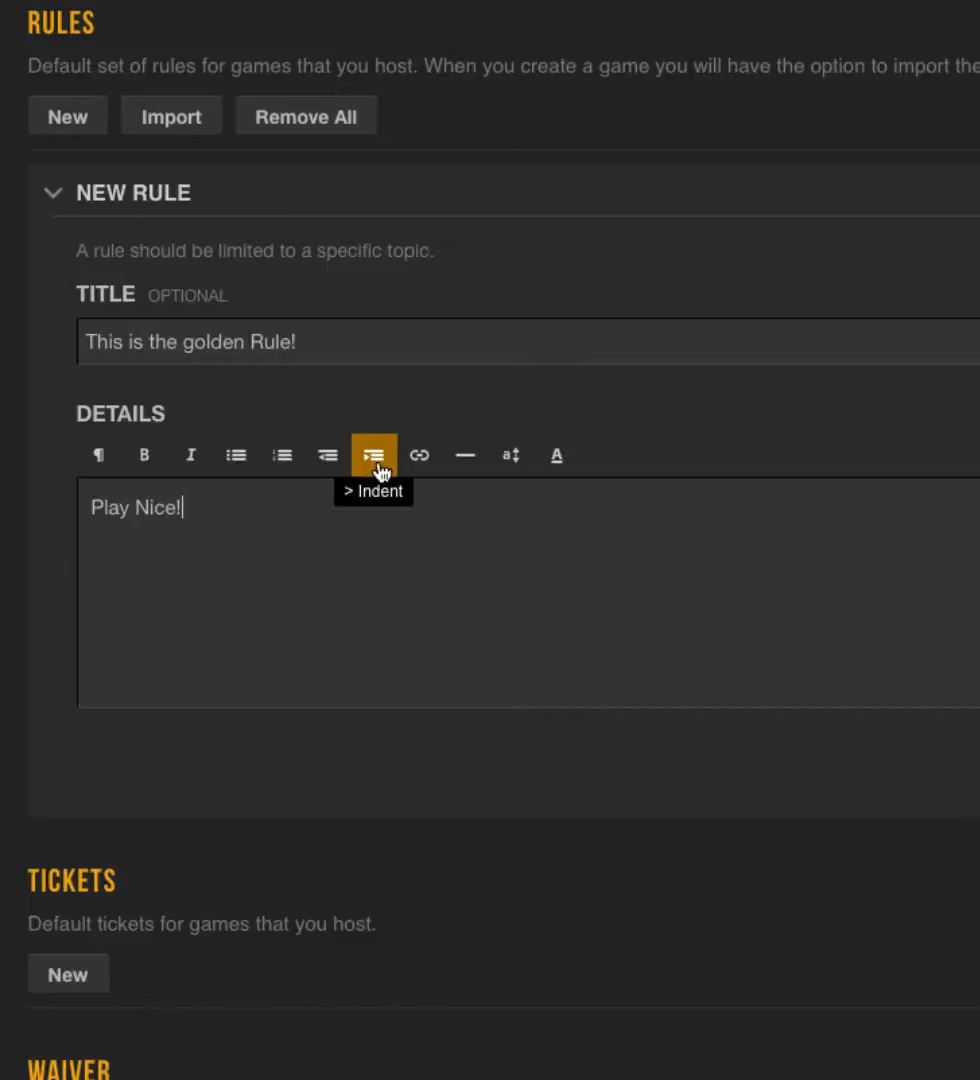 RULES
Default set of rules for games that you host. When you create a game you will have the option to import the
New Import Remove All
NEW RULE
A rule should be limited to a specific topic.
TITLE OPTIONAL
This is the golden Rule!
DETAILS
¶ B I a A
> Indent
Play Nice!
TICKETS
Default tickets for games that you host.
New
WAIVER